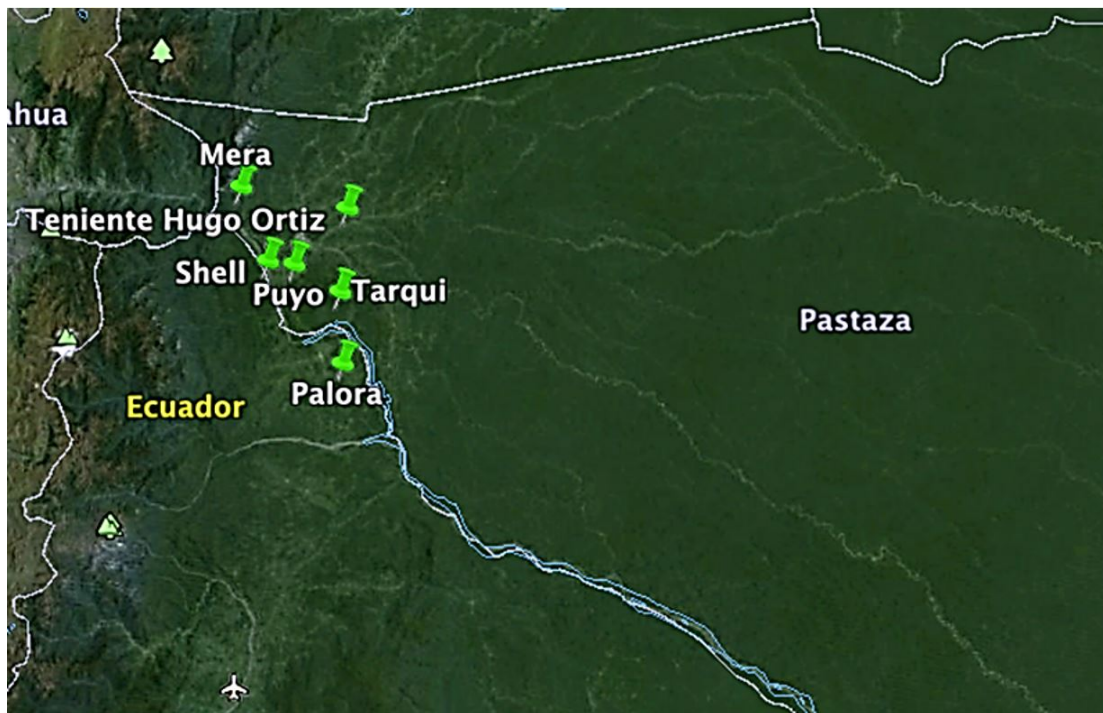 ahua
Mera
Teniente Hugo Ortiz
Shell
Puyo
Tarqui
Pastaza
Palora
Ecuador